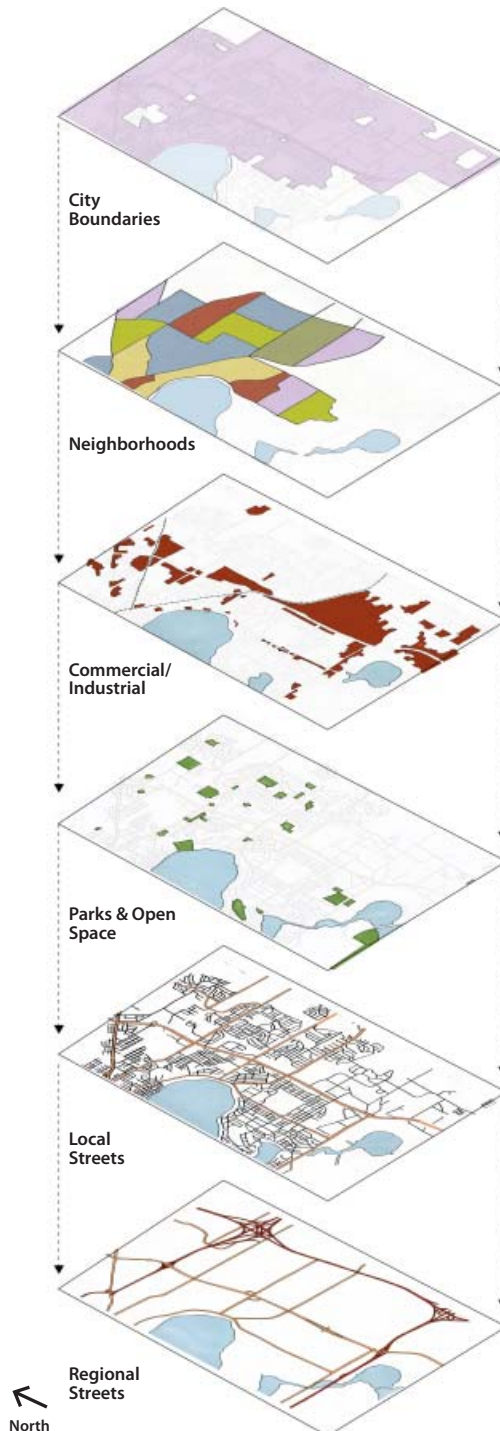 City
Boundaries
Neighborhoods
Commercial/
Industrial
Parks & Open
Space
Local
Streets
Regional
Streets
North